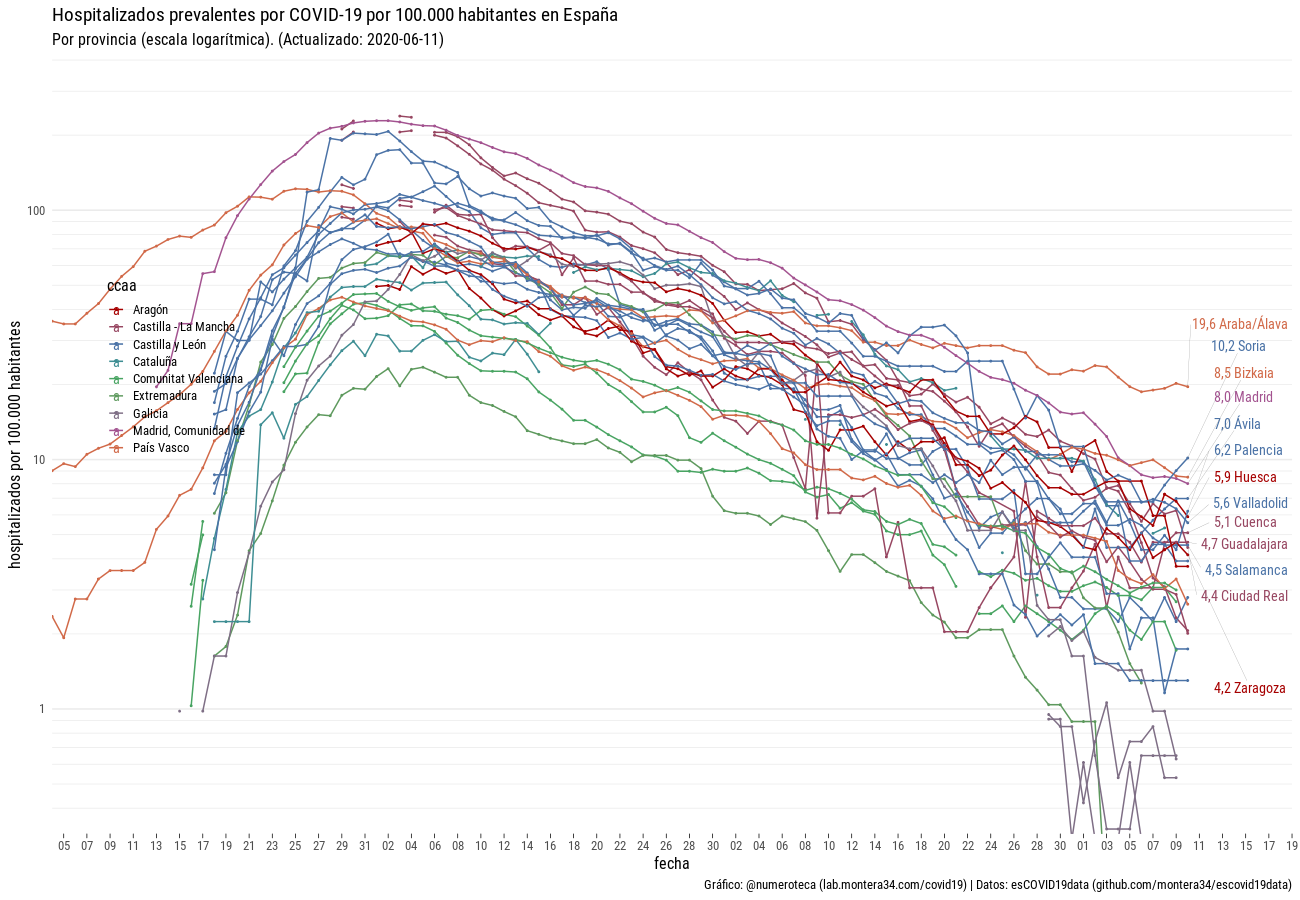 Hospitalizados prevalentes por COVID-19 por 100.000 habitantes en España
Por provincia (escala logarítmica). (Actualizado: 2020-06-11)
hospitalizados por 100.000 habitantes
100
10
1
ccaa
Aragón
Castilla - La Mancha
Castilla y León
Cataluña
Comunitat Valenciana
Extremadura
Galicia
Madrid, Comunidad de
País Vasco
19,6 Araba/Álava
10,2 Soria
8,5 Bizkaia
8,0 Madrid
7,0 Ávila
6,2 Palencia
5,9 Huesca
5,6 Valladolid
5,1 Cuenca
4,7 Guadalajara
4,5 Salamanca
4,4 Ciudad Real
4,2 Zaragoza
05 07 09 11 13 15 17 19 21 23 25 27 29 31 02 04 06 08 10 12 14 16 18 20 22 24 26 28 30 02 04 06 08 10 12 14 16 18 20 22 24 26 28 30 01 03 05 07 09 11 13 15 17 19
fecha
Gráfico: @numeroteca (lab.montera34.com/covid19) | Datos: esCOVID19data (github.com/montera34/escovid19data)